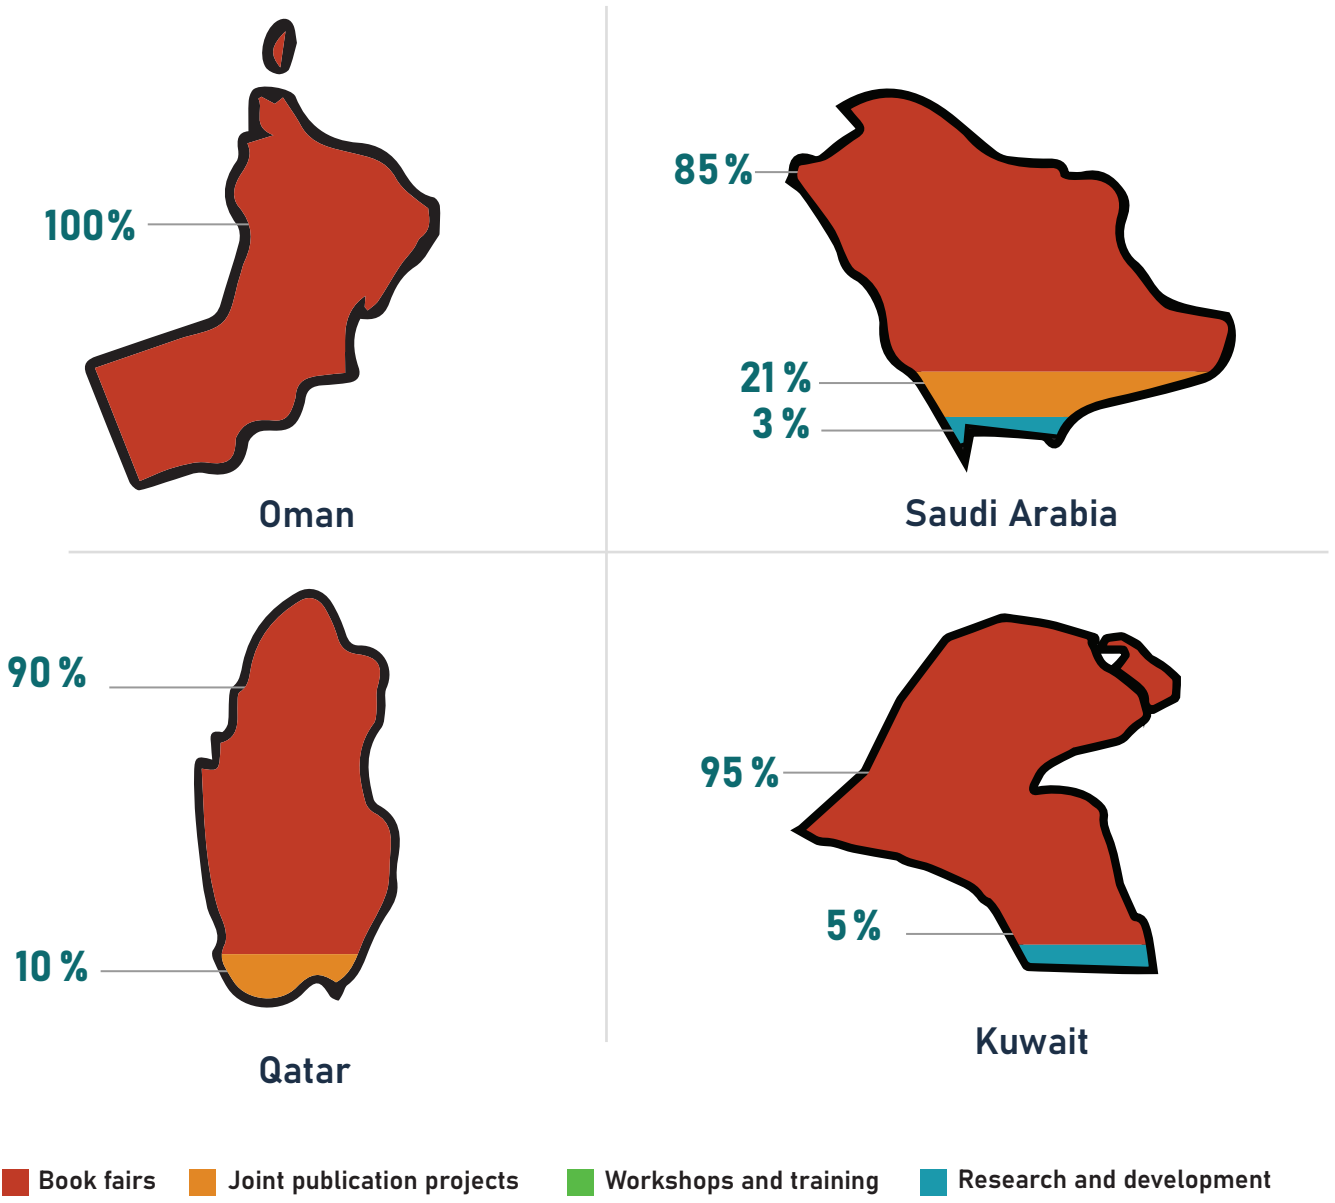 100%
Oman
85%
21%
3%
Saudi Arabia
90%
10%
Qatar
95%
5%
Kuwait
Book fairs
Joint publication projects
Workshops and training
Research and development